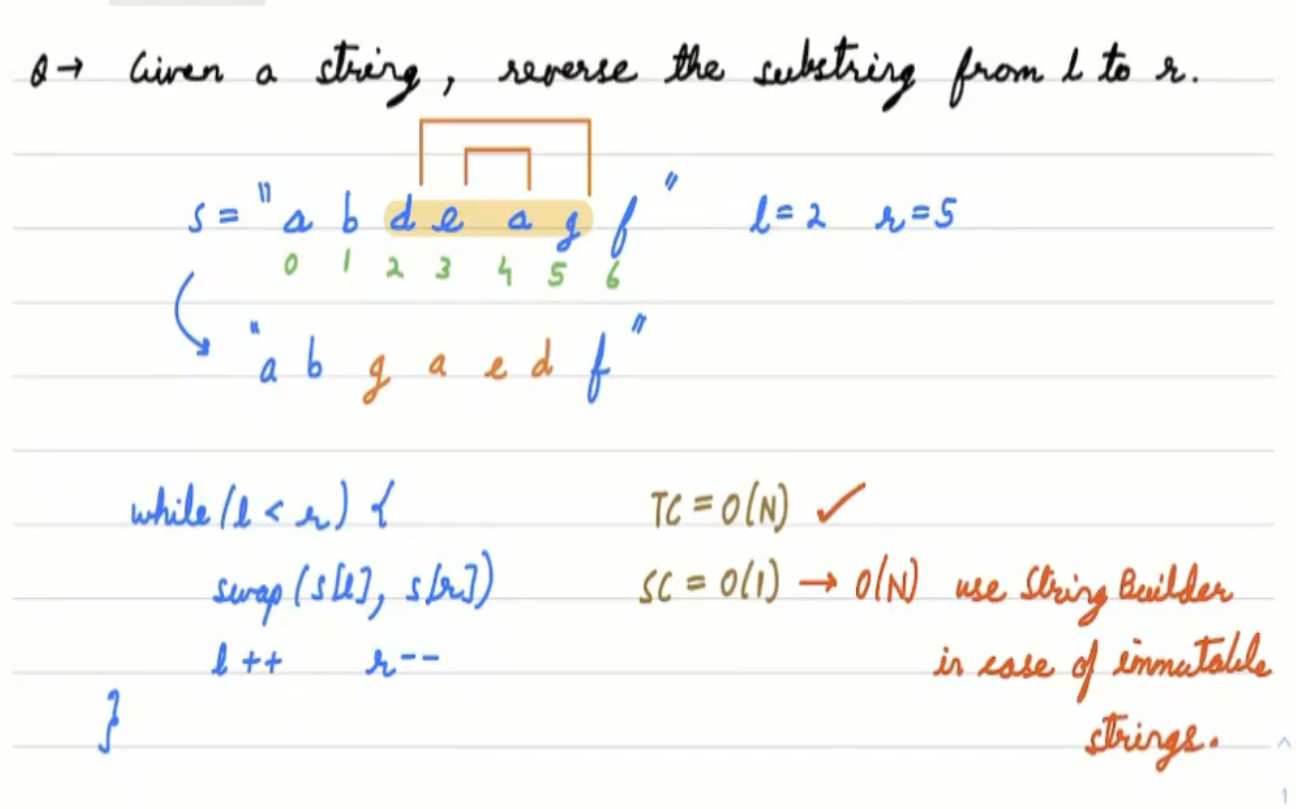 Q → Given a string, reverse the substring from l to r.
s = "a b d e a g f" l=2 r=5
0 1 2 3 4 5 6
"a b g a e d f"
while (l < r) { TC = O(N) ✓
swap (s[l], s[r]) SC = O(1) → O(N) use String Builder
l++ r-- in case of immutable
} strings.
1